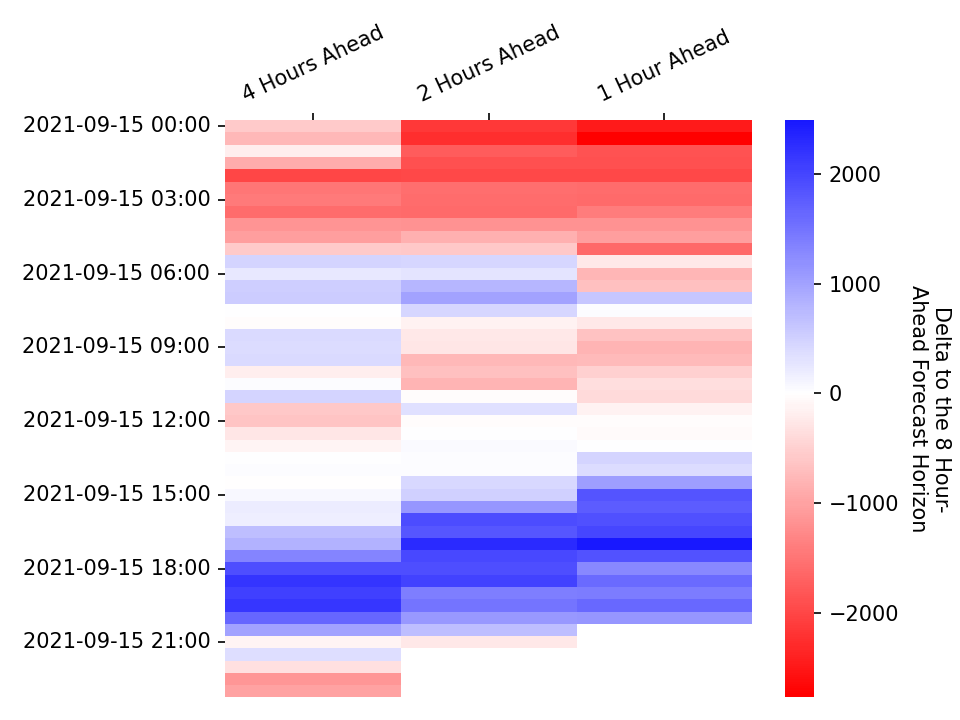 4 Hours Ahead
2 Hours Ahead
1 Hour Ahead
2021-09-15 00:00
2021-09-15 03:00
2021-09-15 06:00
2021-09-15 09:00
2021-09-15 12:00
2021-09-15 15:00
2021-09-15 18:00
2021-09-15 21:00
2000
1000
0
−1000
−2000
Delta to the 8 Hour-
Ahead Forecast Horizon